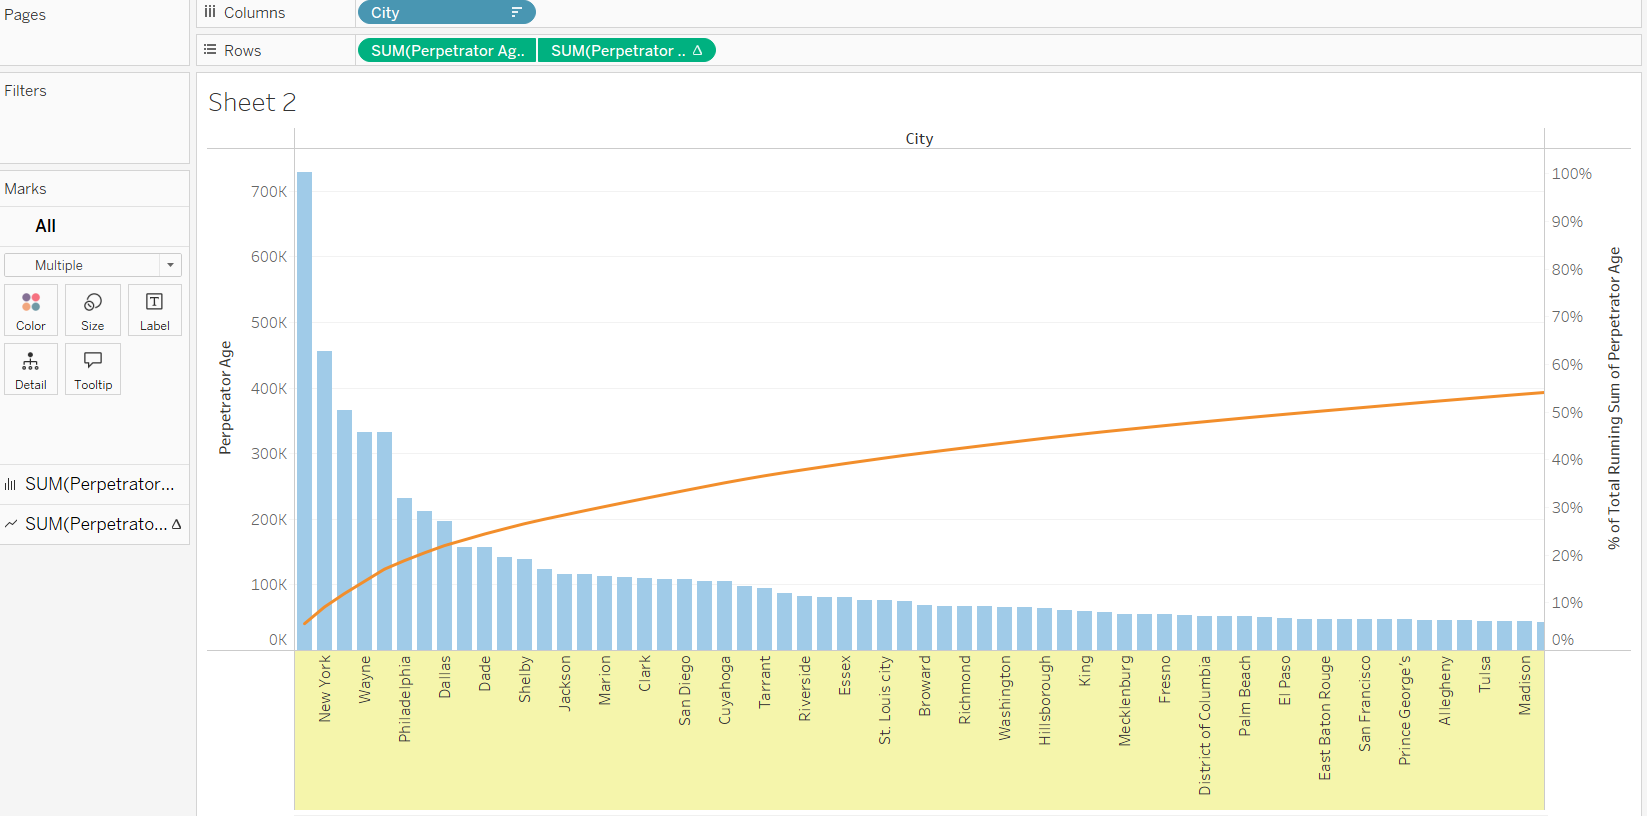 Pages
Columns
City
Rows
SUM(Perpetrator Ag..
SUM(Perpetrator .. Δ
Filters
Marks
All
Multiple
Color
Size
Label
Detail
Tooltip
SUM(Perpetrator...
SUM(Perpetrato... Δ
Sheet 2
City
Perpetrator Age
700K
600K
500K
400K
300K
200K
100K
0K
100%
90%
80%
70%
60%
50%
40%
30%
20%
10%
0%
% of Total Running Sum of Perpetrator Age
New York
Wayne
Philadelphia
Dallas
Dade
Shelby
Jackson
Marion
Clark
San Diego
Cuyahoga
Tarrant
Riverside
Essex
St. Louis city
Broward
Richmond
Washington
Hillsborough
King
Mecklenburg
Fresno
District of Columbia
Palm Beach
El Paso
East Baton Rouge
San Francisco
Prince George's
Allegheny
Tulsa
Madison